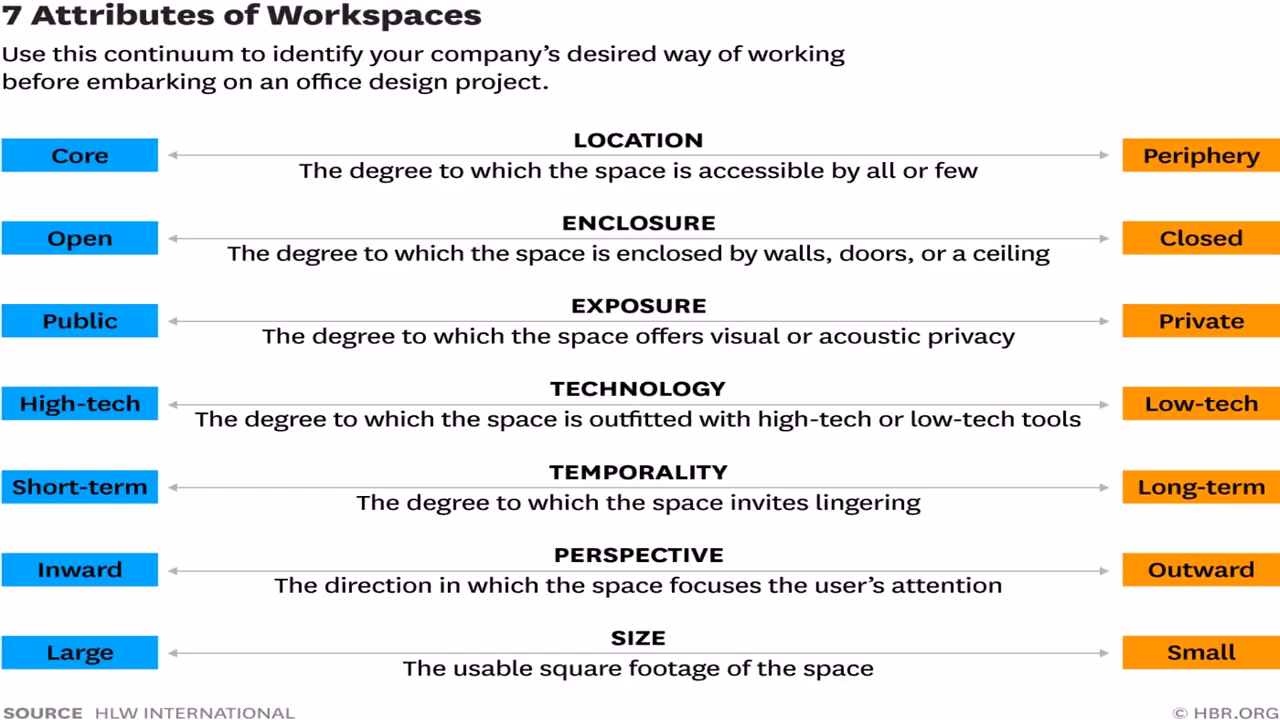 7 Attributes of Workspaces
Use this continuum to identify your company’s desired way of working
before embarking on an office design project.
LOCATION
Core
Periphery
The degree to which the space is accessible by all or few
ENCLOSURE
Open
Closed
The degree to which the space is enclosed by walls, doors, or a ceiling
EXPOSURE
Public
Private
The degree to which the space offers visual or acoustic privacy
TECHNOLOGY
High-tech
Low-tech
The degree to which the space is outfitted with high-tech or low-tech tools
TEMPORALITY
Short-term
Long-term
The degree to which the space invites lingering
PERSPECTIVE
Inward
Outward
The direction in which the space focuses the user’s attention
SIZE
Large
Small
The usable square footage of the space
SOURCE HLW INTERNATIONAL
© HBR.ORG